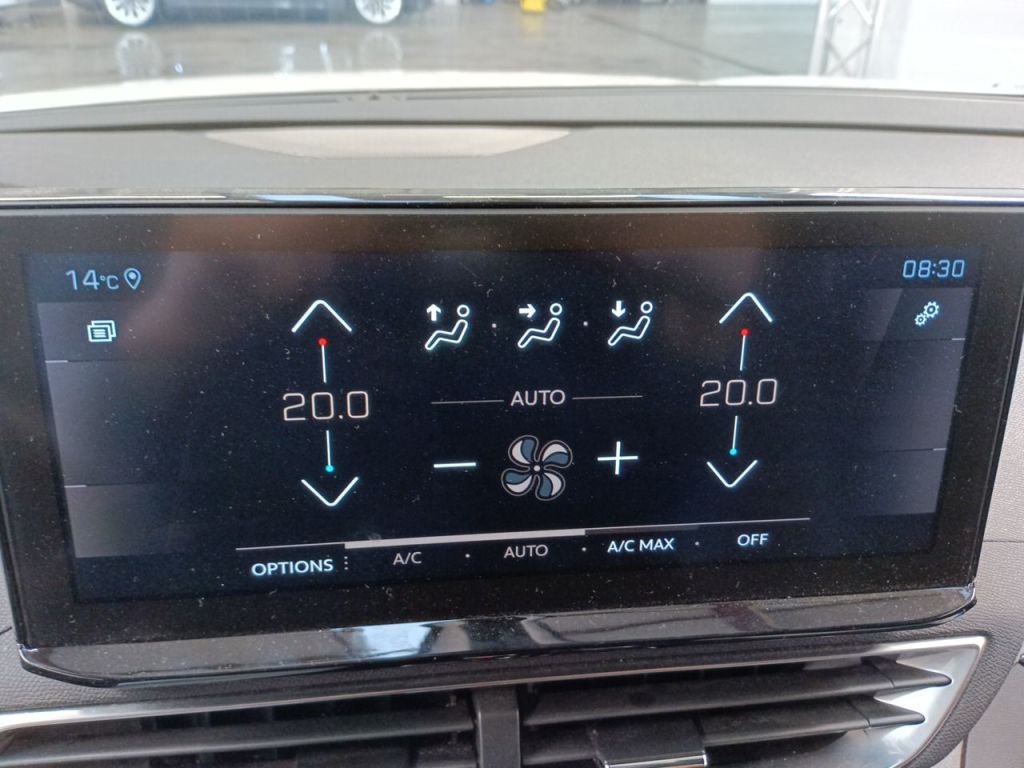 14°C 08:30
20.0 AUTO 20.0
OPTIONS A/C AUTO A/C MAX OFF